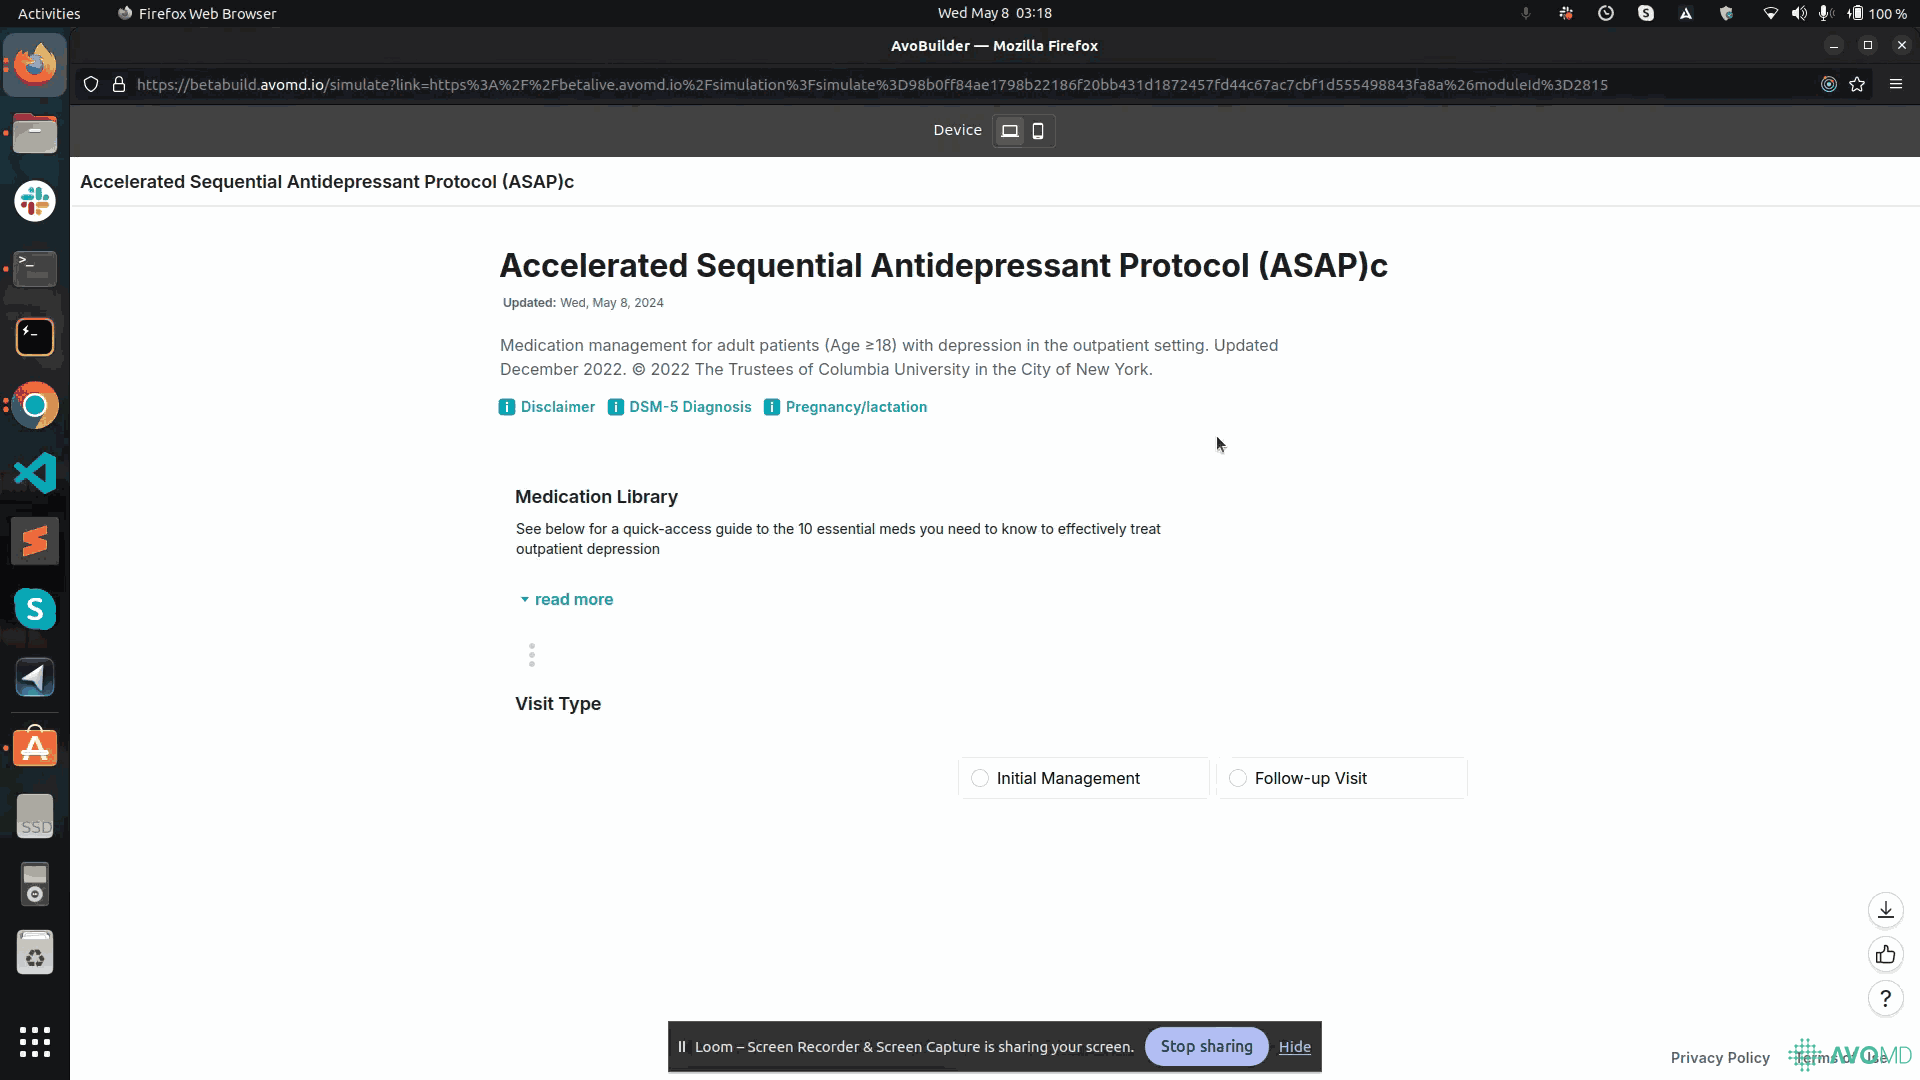 Activities
Firefox Web Browser
Wed May 8 03:18
100 %
AvoBuilder — Mozilla Firefox
https://betabuild.avomd.io/simulate?link=https%3A%2F%2Fbetalive.avomd.io%2Fsimulation%3Fsimulate%3D98b0ff84ae1798b22186f20bb431d1872457fd44c67ac7cbf1d555498843fa8a%26moduleId%3D2815
Device
Accelerated Sequential Antidepressant Protocol (ASAP)c
Accelerated Sequential Antidepressant Protocol (ASAP)c
Updated: Wed, May 8, 2024
Medication management for adult patients (Age ≥18) with depression in the outpatient setting. Updated
December 2022. © 2022 The Trustees of Columbia University in the City of New York.
Disclaimer
DSM-5 Diagnosis
Pregnancy/lactation
Medication Library
See below for a quick-access guide to the 10 essential meds you need to know to effectively treat
outpatient depression
read more
Visit Type
Initial Management
Follow-up Visit
SSD
Loom – Screen Recorder & Screen Capture is sharing your screen.
Stop sharing
Hide
Privacy Policy
Terms of Use
AVOMD